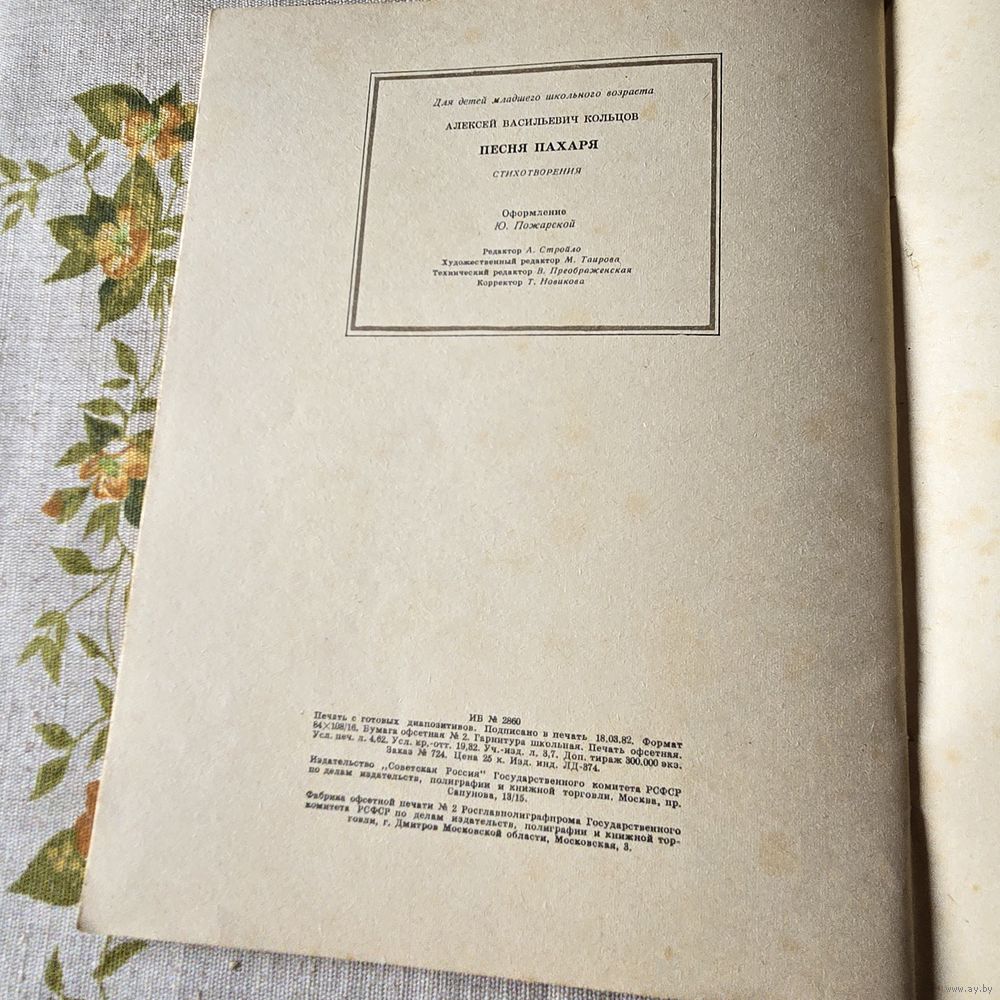 Для детей младшего школьного возраста
АЛЕКСЕЙ ВАСИЛЬЕВИЧ КОЛЬЦОВ
ПЕСНЯ ПАХАРЯ
СТИХОТВОРЕНИЯ
Оформление
Ю. Пожарской
Редактор А. Стройло
Художественный редактор М. Таирова
Технический редактор В. Преображенская
Корректор Т. Новикова
ИБ № 2860
Печать с готовых диапозитивов. Подписано в печать 18.03.82. Формат
84×108/16. Бумага офсетная № 2. Гарнитура школьная. Печать офсетная.
Усл. печ. л. 4,62. Усл. кр.-отт. 19,82. Уч.-изд. л. 3,7. Доп. тираж 300.000 экз.
Заказ № 724. Цена 25 к. Изд. инд. ЛД-374.
Издательство „Советская Россия" Государственного комитета РСФСР
по делам издательств, полиграфии и книжной торговли. Москва, пр.
Сапунова, 13/15.
Фабрика офсетной печати № 2 Росглавполиграфпрома Государственного
комитета РСФСР по делам издательств, полиграфии и книжной тор-
говли, г. Дмитров Московской области, Московская, 3.
www.ay.by